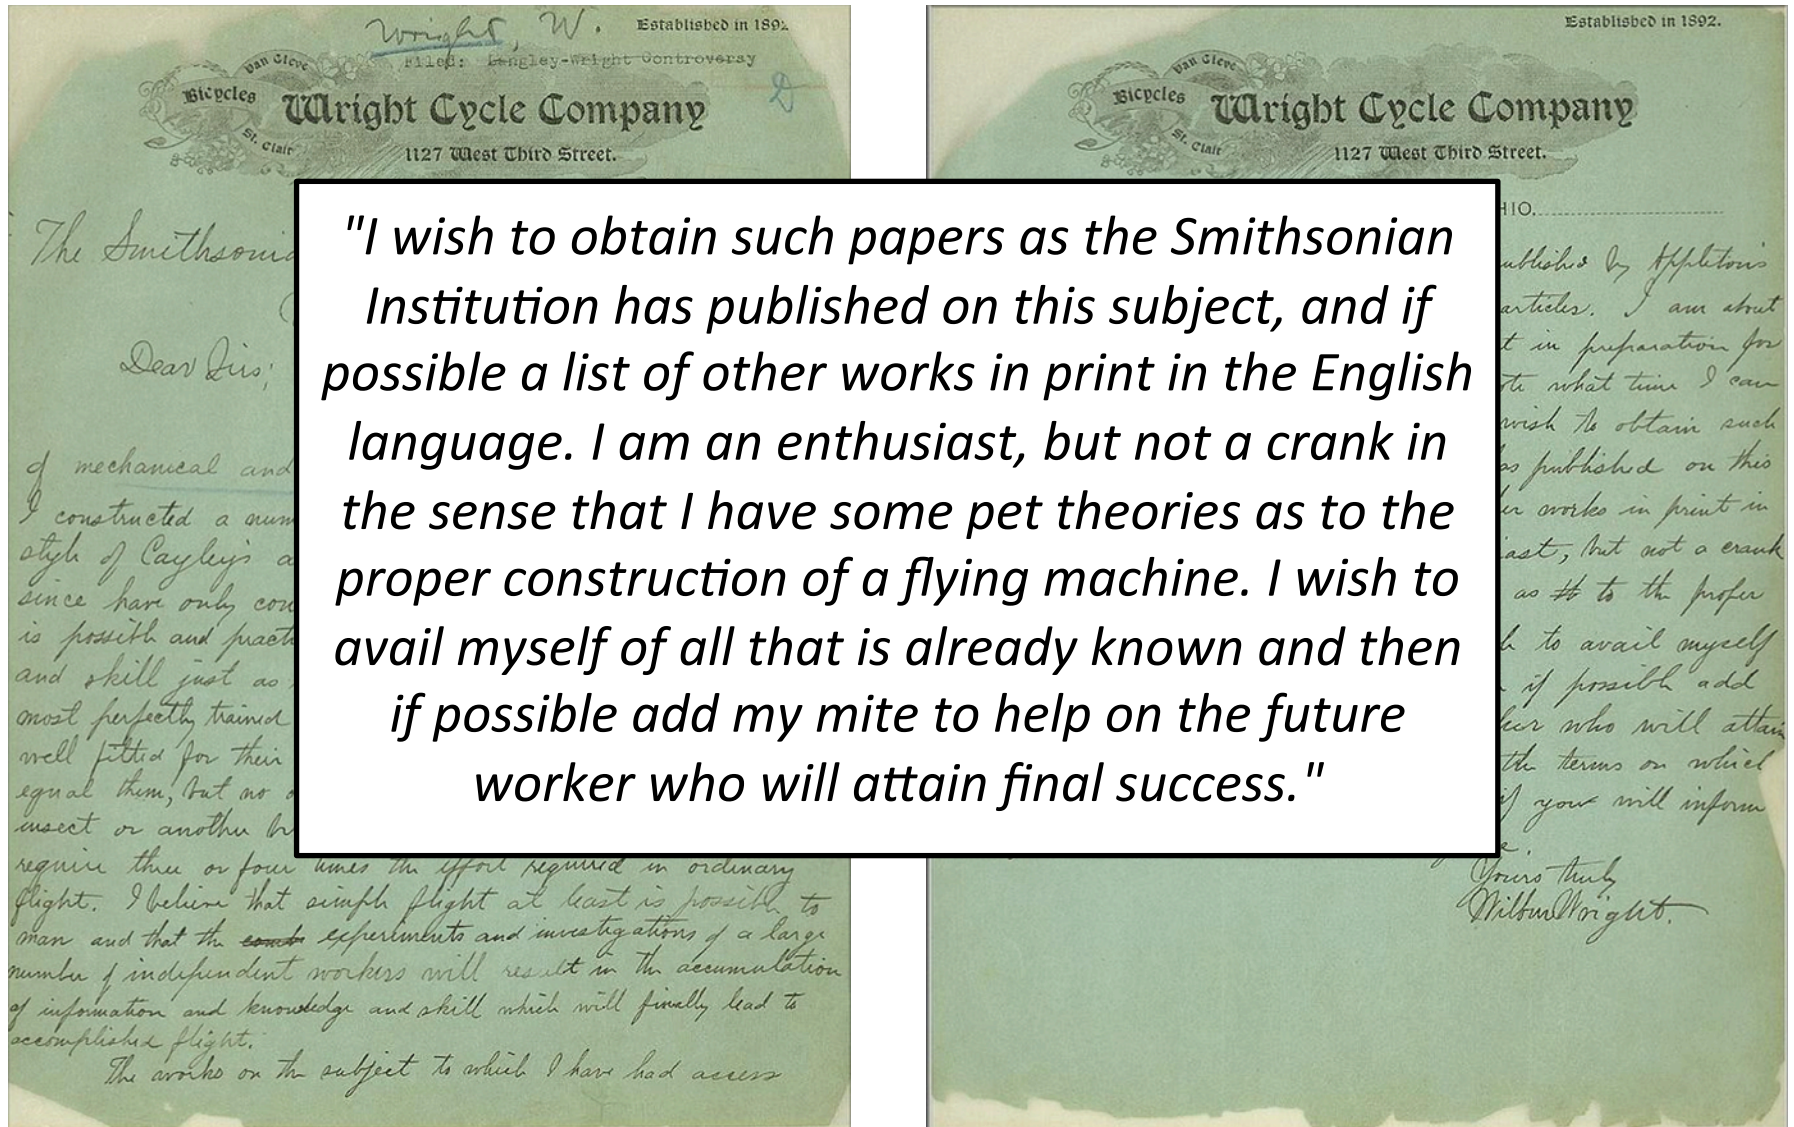 Wright, W.
Established in 1892
Filed: Langley-Wright Controversy
D
Van Cleve
Bicycles
St. Clair
Wright Cycle Company
1127 West Third Street.
The Smithsonia
Dear Sirs;
of mechanical and
I constructed a num
style of Cayley's a
since have only con
is possible and pract
and skill just as
most perfectly trained
well fitted for their
equal them, but no
insect or another b
require three or four times the effort required in ordinary
flight. I believe that simple flight at least is possible to
man and that the experiments and investigations of a large
number of independent workers will result in the accumulation
of information and knowledge and skill which will finally lead to
accomplished flight.
The works on the subject to which I have had access
Established in 1892.
Van Cleve
Bicycles
St. Clair
Wright Cycle Company
1127 West Third Street.
HIO.
ublished by Appleton's
articles. I am about
t in preparation for
ote what time I can
wish to obtain such
as published on this
er works in print in
iast, but not a crank
as to the proper
h to avail myself
if possible add
ker who will attain
the terms on which
if you will inform
e.
Yours truly
Wilbur Wright.
"I wish to obtain such papers as the Smithsonian
Institution has published on this subject, and if
possible a list of other works in print in the English
language. I am an enthusiast, but not a crank in
the sense that I have some pet theories as to the
proper construction of a flying machine. I wish to
avail myself of all that is already known and then
if possible add my mite to help on the future
worker who will attain final success."